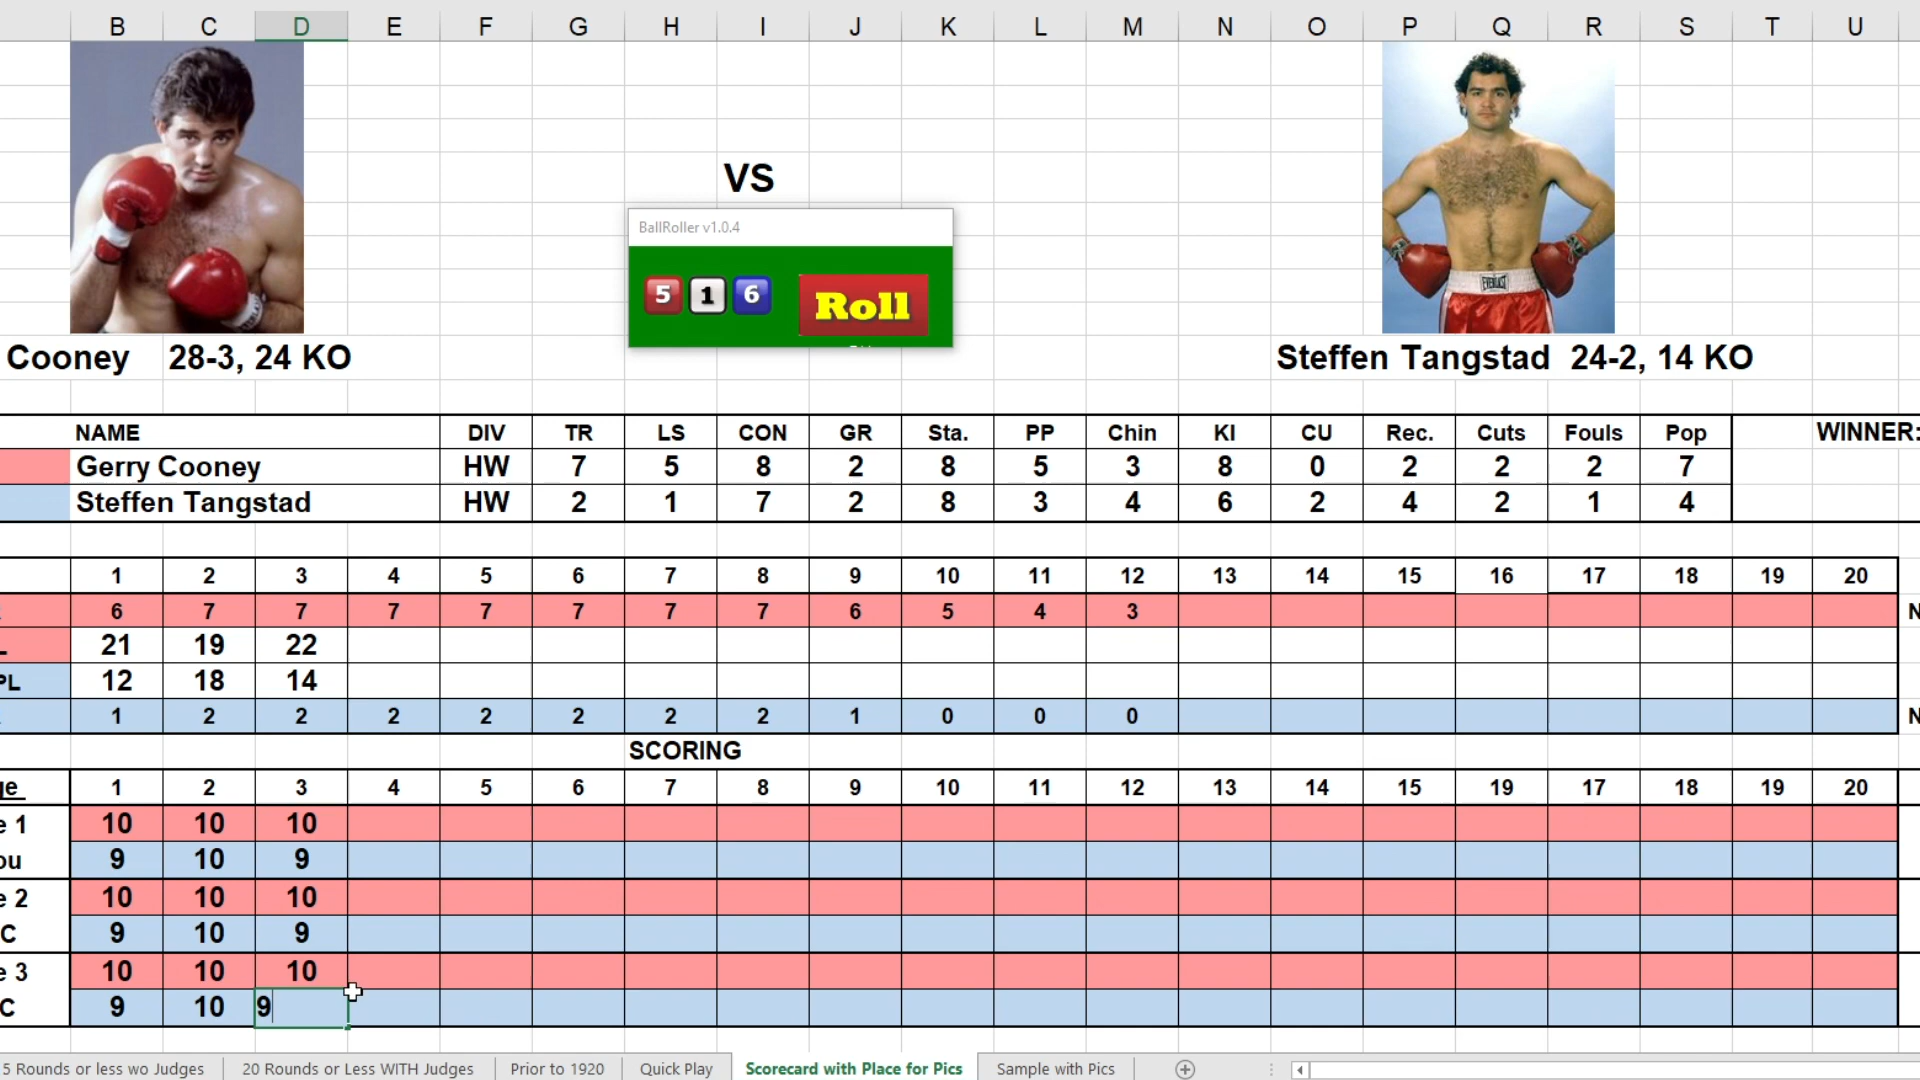 B C D E F G H I J K L M N O P Q R S T U
VS
BallRoller v1.0.4
5 1 6 Roll
EVERLAST
Cooney 28-3, 24 KO
Steffen Tangstad 24-2, 14 KO
NAME DIV TR LS CON GR Sta. PP Chin KI CU Rec. Cuts Fouls Pop WINNER:
Gerry Cooney HW 7 5 8 2 8 5 3 8 0 2 2 2 7
Steffen Tangstad HW 2 1 7 2 8 3 4 6 2 4 2 1 4
1 2 3 4 5 6 7 8 9 10 11 12 13 14 15 16 17 18 19 20
6 7 7 7 7 7 7 7 6 5 4 3 N
L 21 19 22
PL 12 18 14
1 2 2 2 2 2 2 2 1 0 0 0 N
SCORING
ge 1 2 3 4 5 6 7 8 9 10 11 12 13 14 15 19 17 18 19 20
e 1 10 10 10
ou 9 10 9
e 2 10 10 10
C 9 10 9
e 3 10 10 10
C 9 10 9
5 Rounds or less wo Judges 20 Rounds or Less WITH Judges Prior to 1920 Quick Play Scorecard with Place for Pics Sample with Pics